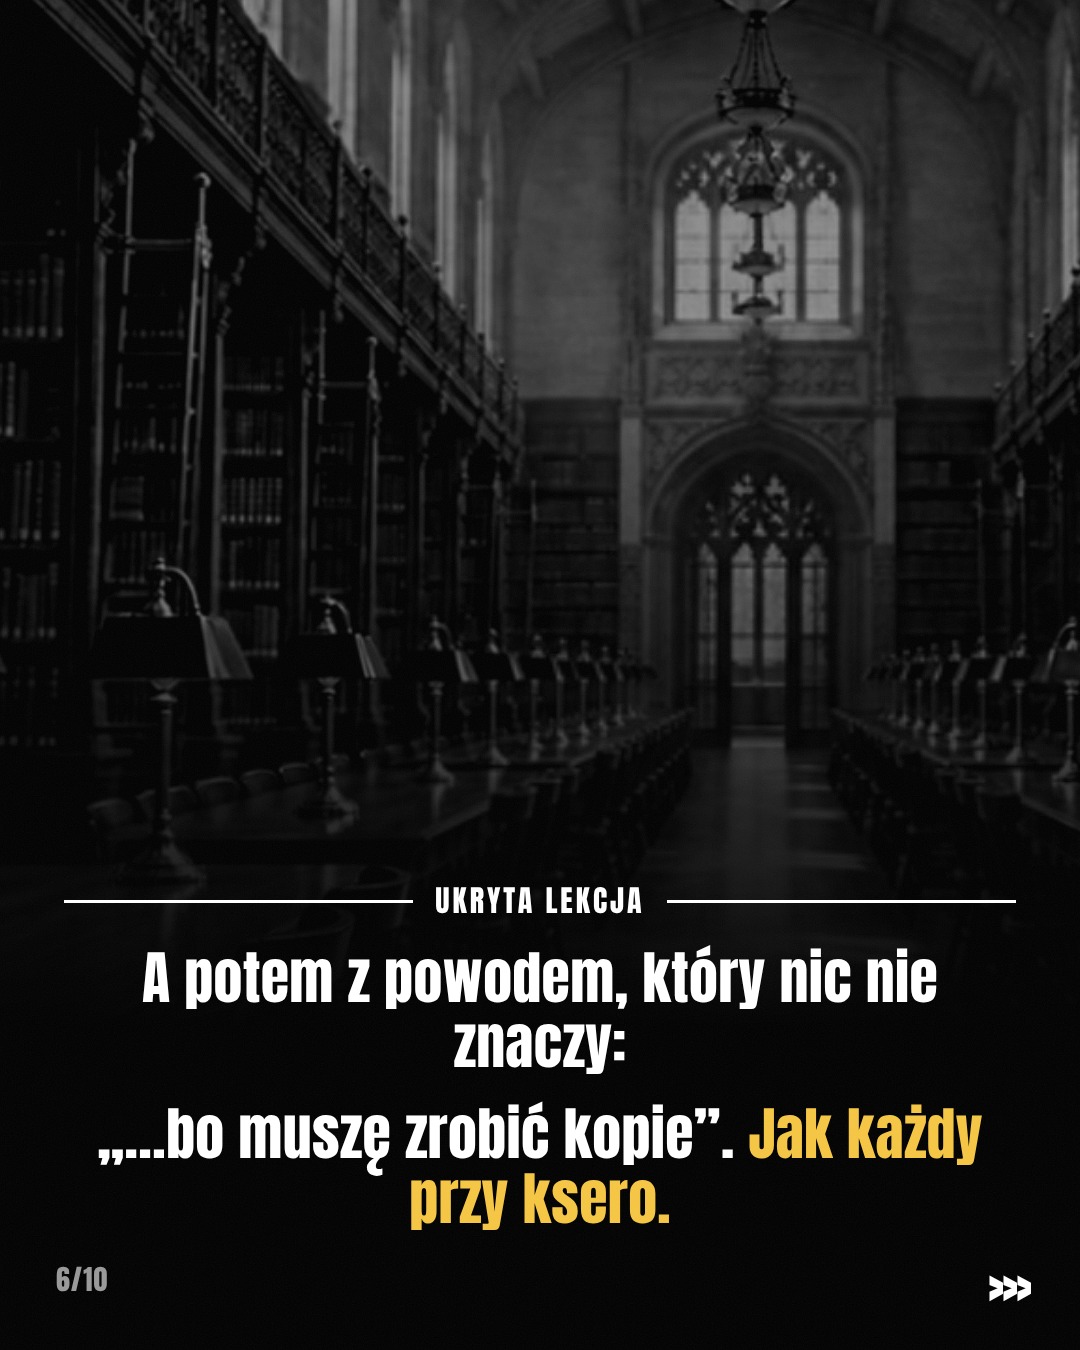 UKRYTA LEKCJA
A potem z powodem, który nic nie
znaczy:
„...bo muszę zrobić kopie”. Jak każdy
przy ksero.
6/10
>>>